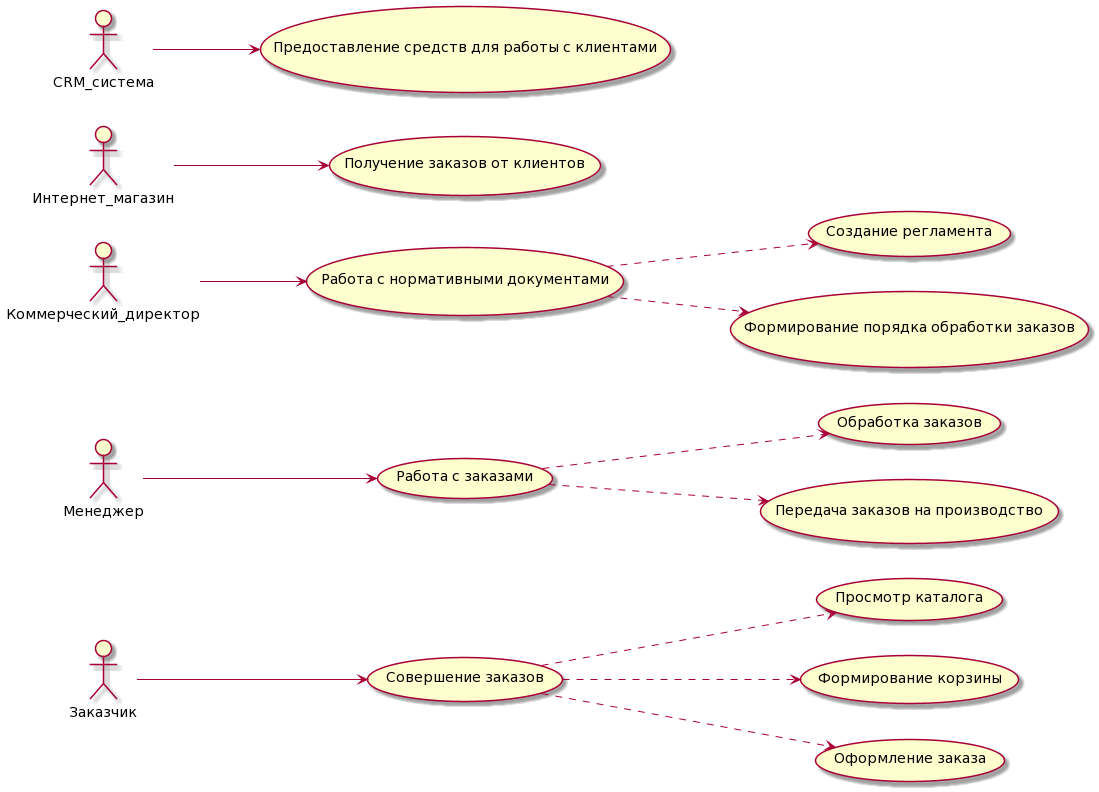 Предоставление средств для работы с клиентами
CRM_система
Получение заказов от клиентов
Интернет_магазин
Создание регламента
Работа с нормативными документами
Коммерческий_директор
Формирование порядка обработки заказов
Обработка заказов
Работа с заказами
Менеджер
Передача заказов на производство
Просмотр каталога
Совершение заказов
Формирование корзины
Заказчик
Оформление заказа